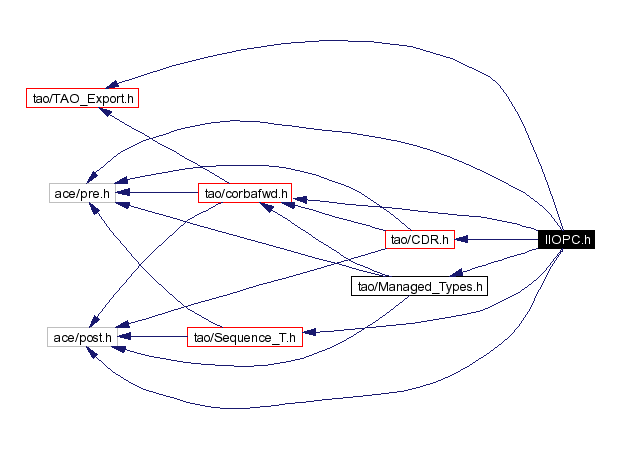 tao/TAO_Export.h
ace/pre.h
tao/corbafwd.h
tao/CDR.h
IIOPC.h
tao/Managed_Types.h
ace/post.h
tao/Sequence_T.h